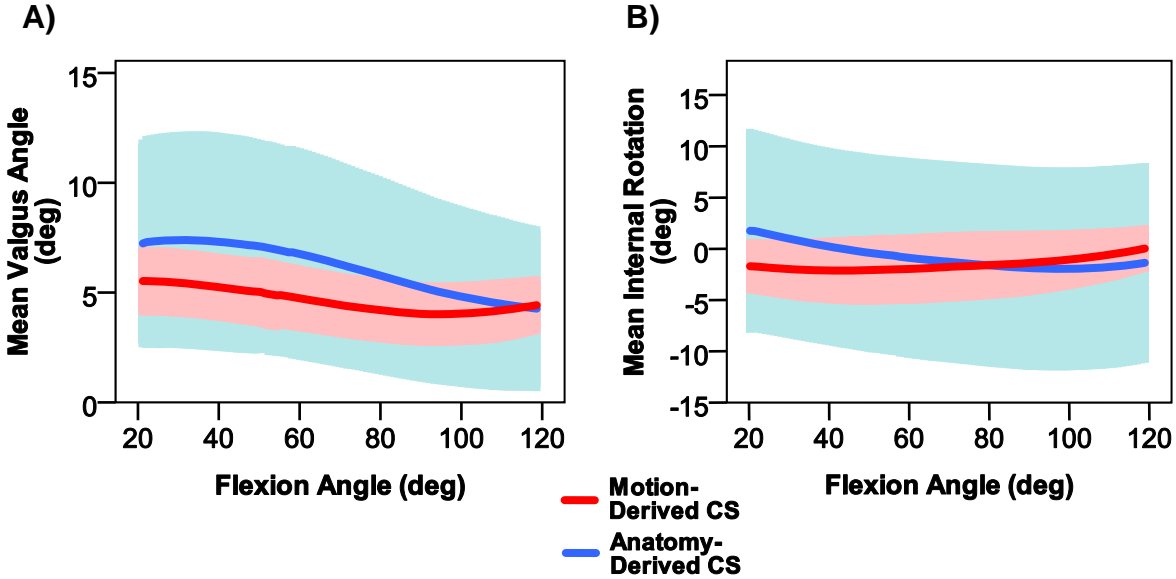 A)
B)
Mean Valgus Angle
(deg)
15
10
5
0
20 40 60 80 100 120
Flexion Angle (deg)
Mean Internal Rotation
(deg)
15
10
5
0
-5
-10
-15
20 40 60 80 100 120
Flexion Angle (deg)
Motion-
Derived CS
Anatomy-
Derived CS